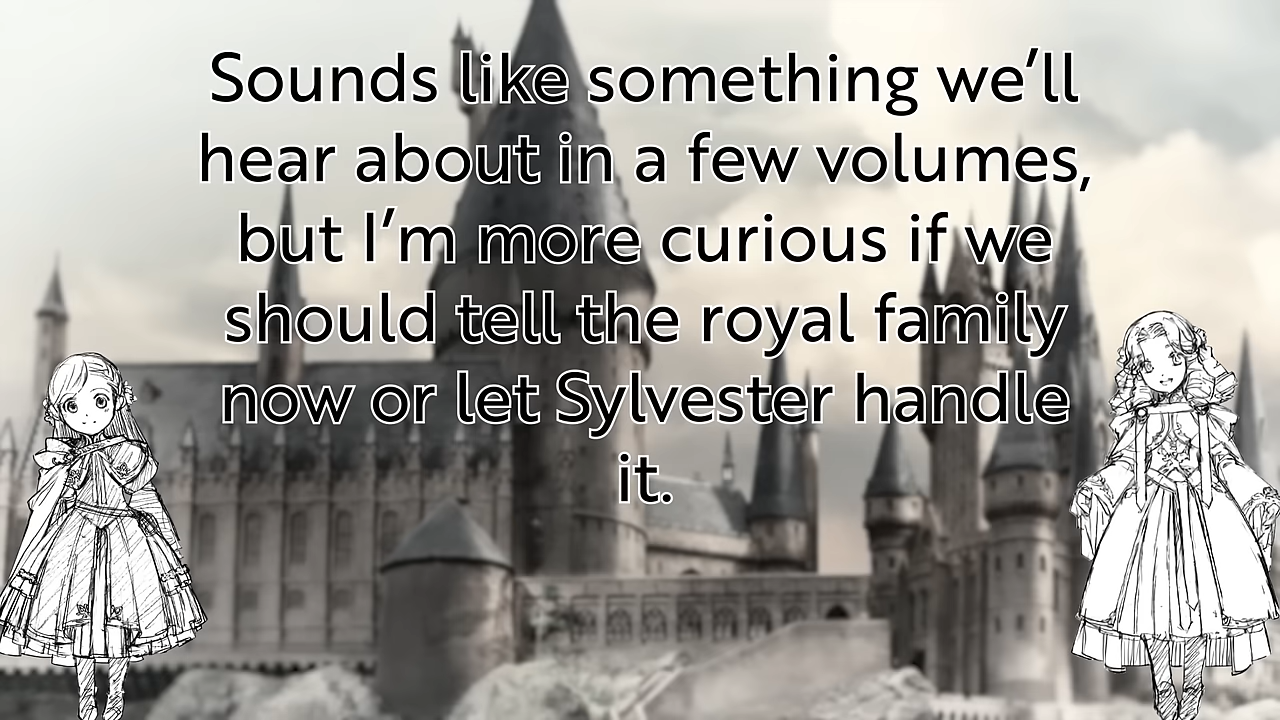 Sounds like something we’ll
hear about in a few volumes,
but I’m more curious if we
should tell the royal family
now or let Sylvester handle
it.